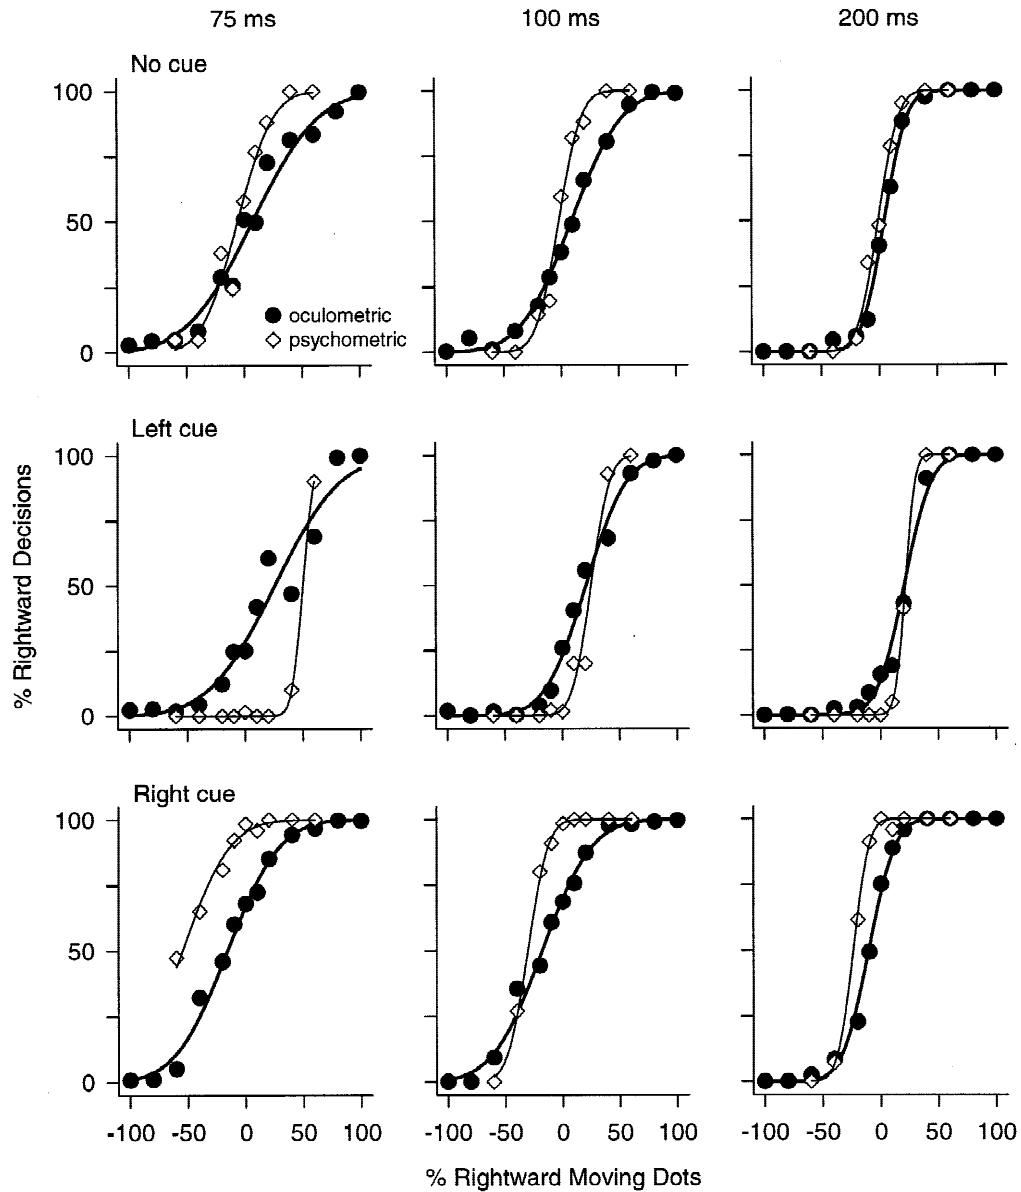 75 ms 100 ms 200 ms
No cue
100
50
0
oculometric
psychometric
Left cue
100
50
0
% Rightward Decisions
Right cue
100
50
0
-100 -50 0 50 100 -100 -50 0 50 100 -100 -50 0 50 100
% Rightward Moving Dots